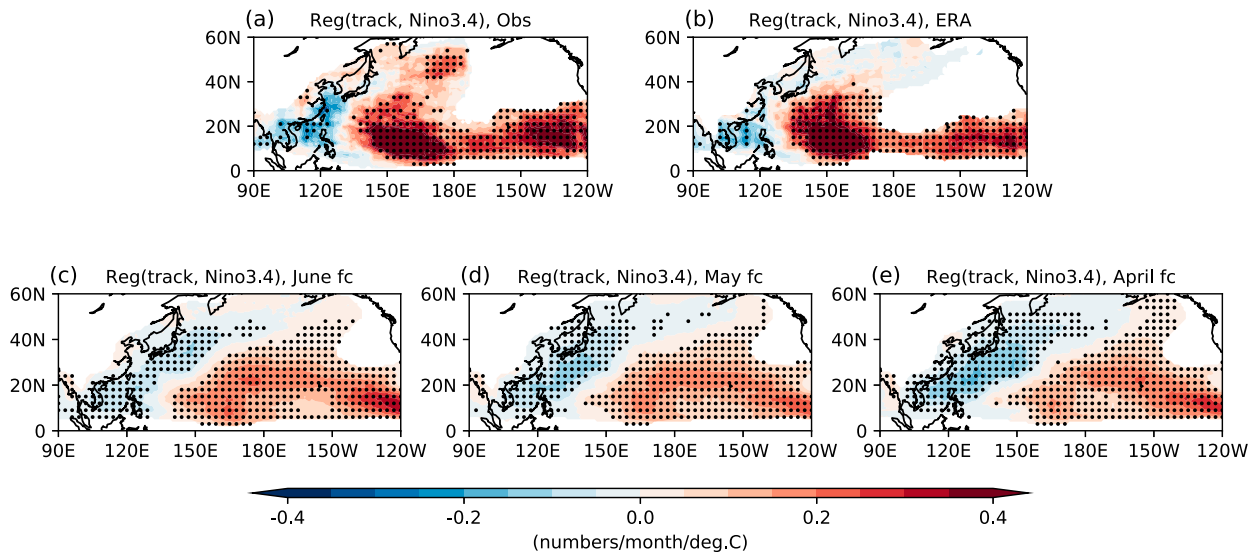 (a) Reg(track, Nino3.4), Obs
60N
40N
20N
0
90E 120E 150E 180E 150W 120W
(b) Reg(track, Nino3.4), ERA
60N
40N
20N
0
90E 120E 150E 180E 150W 120W
(c) Reg(track, Nino3.4), June fc
60N
40N
20N
0
90E 120E 150E 180E 150W 120W
(d) Reg(track, Nino3.4), May fc
60N
40N
20N
0
90E 120E 150E 180E 150W 120W
(e) Reg(track, Nino3.4), April fc
60N
40N
20N
0
90E 120E 150E 180E 150W 120W
-0.4 -0.2 0.0 0.2 0.4
(numbers/month/deg.C)